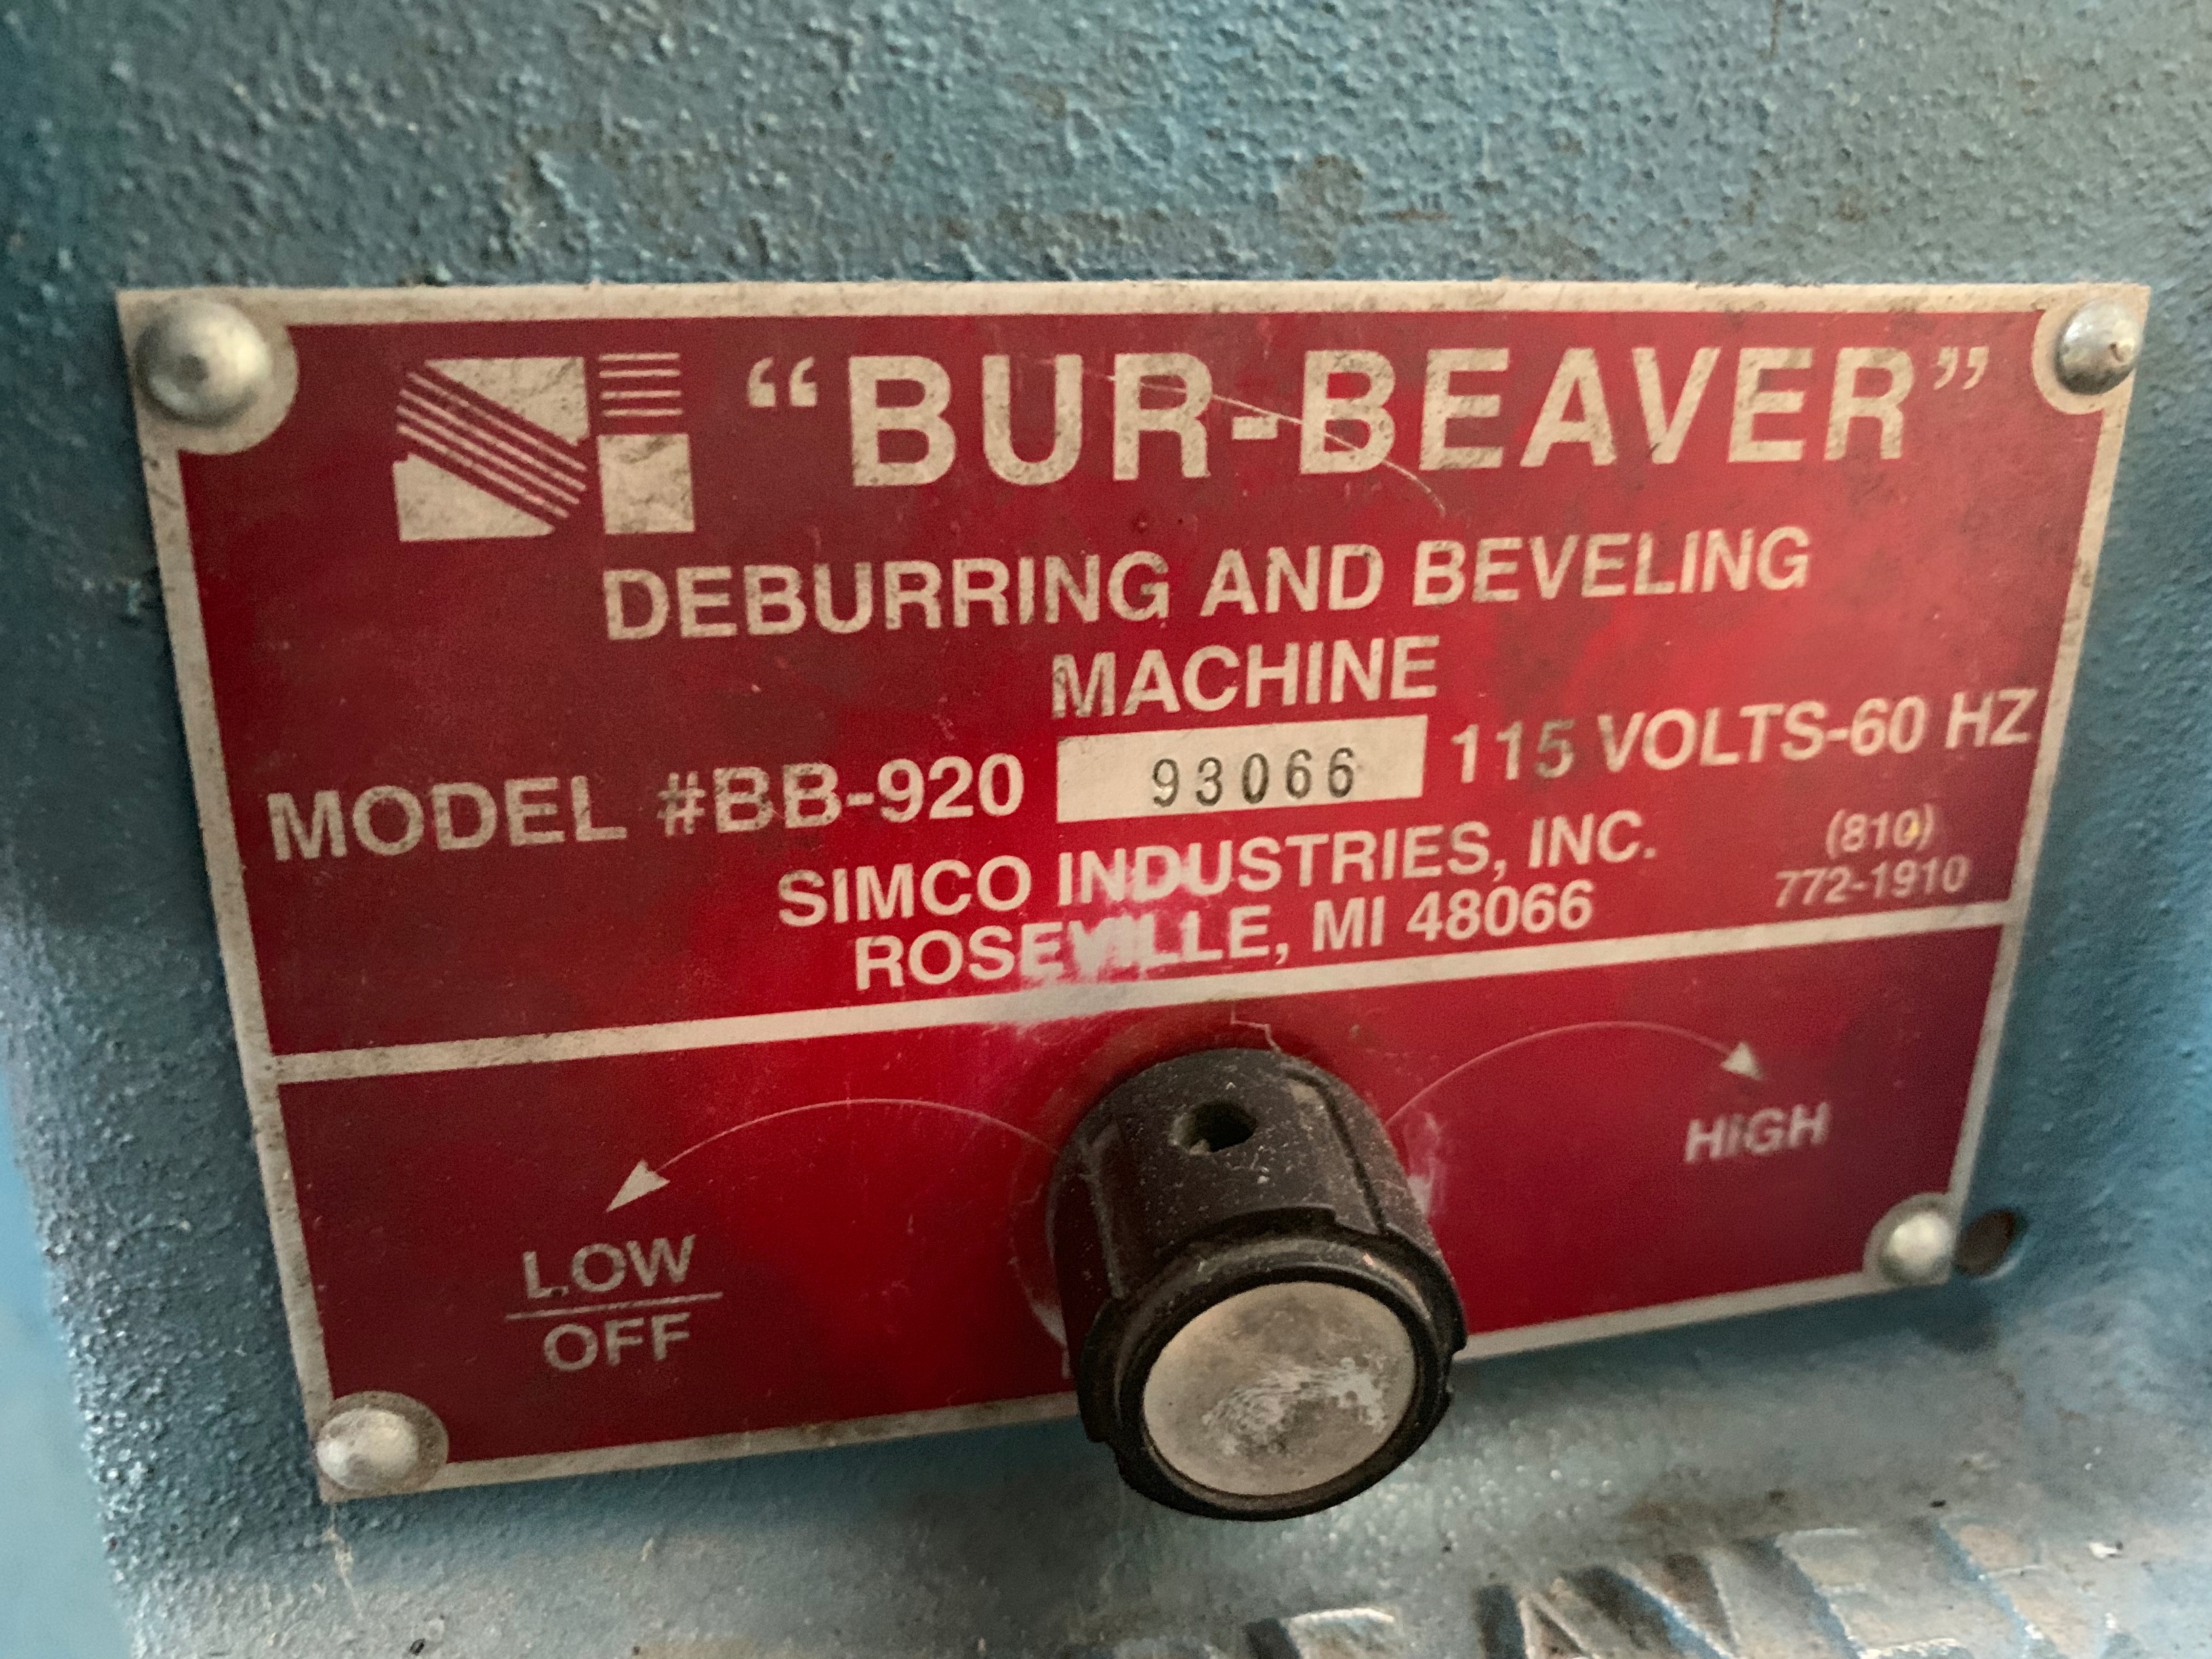 “BUR-BEAVER”
DEBURRING AND BEVELING
MACHINE
MODEL #BB-920 93066 115 VOLTS-60 HZ
SIMCO INDUSTRIES, INC.
ROSEVILLE, MI 48066
(810)
772-1910
LOW
OFF
HIGH